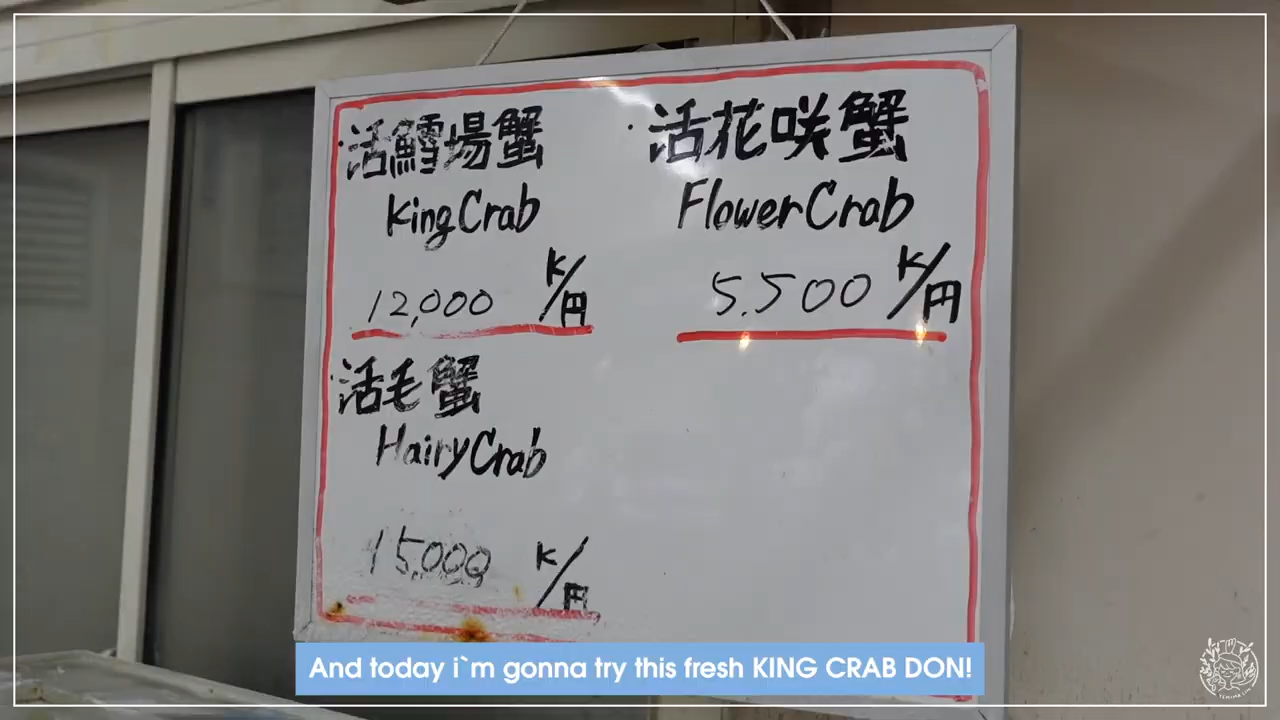 活鱈場蟹
King Crab
12,000 K/円
活花咲蟹
Flower Crab
5.500 K/円
活毛蟹
Hairy Crab
15,000 K/円
And today i`m gonna try this fresh KING CRAB DON!